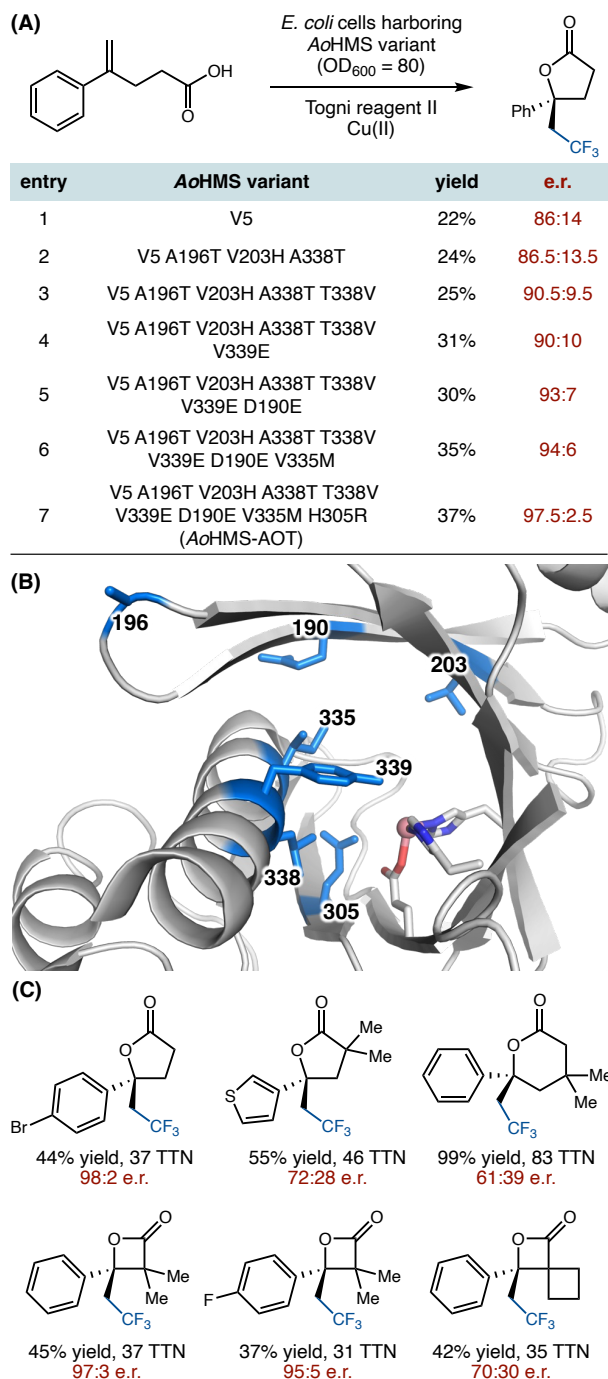 (A)
E. coli cells harboring
AoHMS variant
(OD600 = 80)
Togni reagent II
Cu(II)
OH
O
O
O
Ph
CF3
entry AoHMS variant yield e.r.
1 V5 22% 86:14
2 V5 A196T V203H A338T 24% 86.5:13.5
3 V5 A196T V203H A338T T338V 25% 90.5:9.5
4 V5 A196T V203H A338T T338V
V339E 31% 90:10
5 V5 A196T V203H A338T T338V
V339E D190E 30% 93:7
6 V5 A196T V203H A338T T338V
V339E D190E V335M 35% 94:6
7 V5 A196T V203H A338T T338V
V339E D190E V335M H305R
(AoHMS-AOT) 37% 97.5:2.5
(B)
196
190
203
335
339
338
305
(C)
O
O
Br
CF3
44% yield, 37 TTN
98:2 e.r.
O
O
Me
Me
S
CF3
55% yield, 46 TTN
72:28 e.r.
O
O
Me
Me
CF3
99% yield, 83 TTN
61:39 e.r.
O
O
Me
Me
CF3
45% yield, 37 TTN
97:3 e.r.
O
O
Me
Me
F
CF3
37% yield, 31 TTN
95:5 e.r.
O
O
CF3
42% yield, 35 TTN
70:30 e.r.